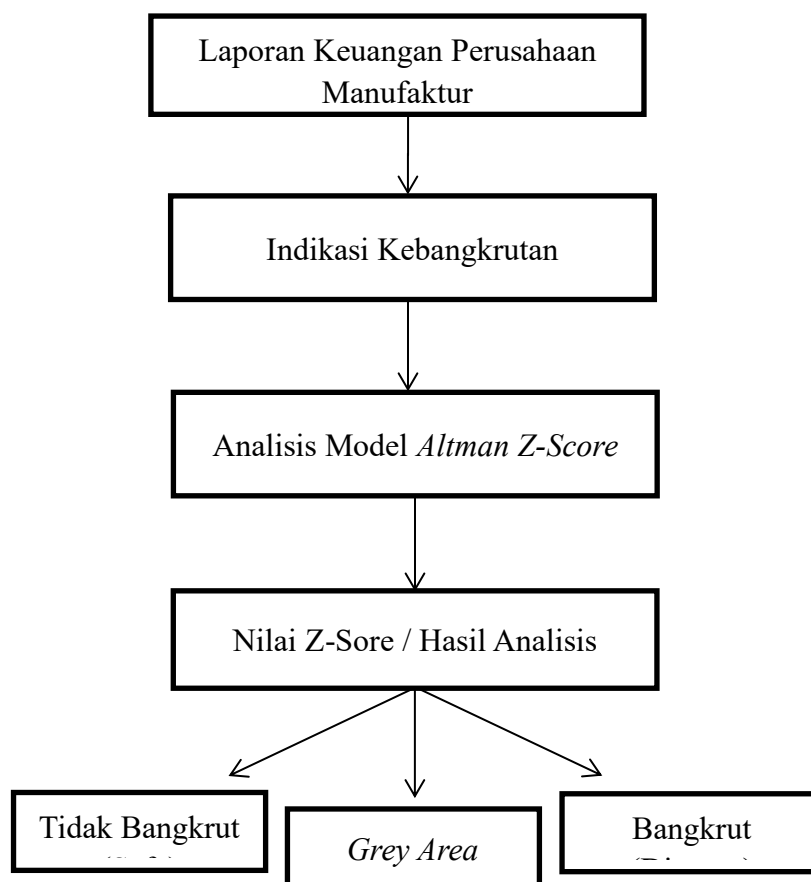 Laporan Keuangan Perusahaan
Manufaktur
Indikasi Kebangkrutan
Analisis Model Altman Z-Score
Nilai Z-Sore / Hasil Analisis
Tidak Bangkrut
Grey Area
Bangkrut